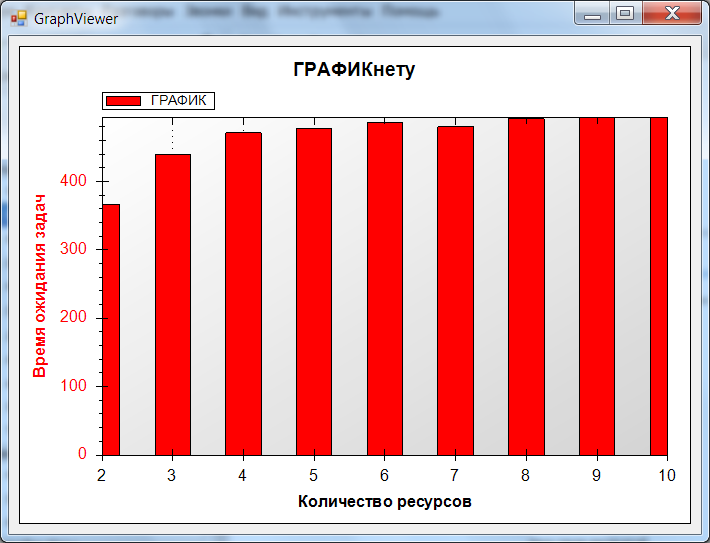 GraphViewer
ГРАФИКнету
ГРАФИК
Время ожидания задач
400
300
200
100
0
2 3 4 5 6 7 8 9 10
Количество ресурсов